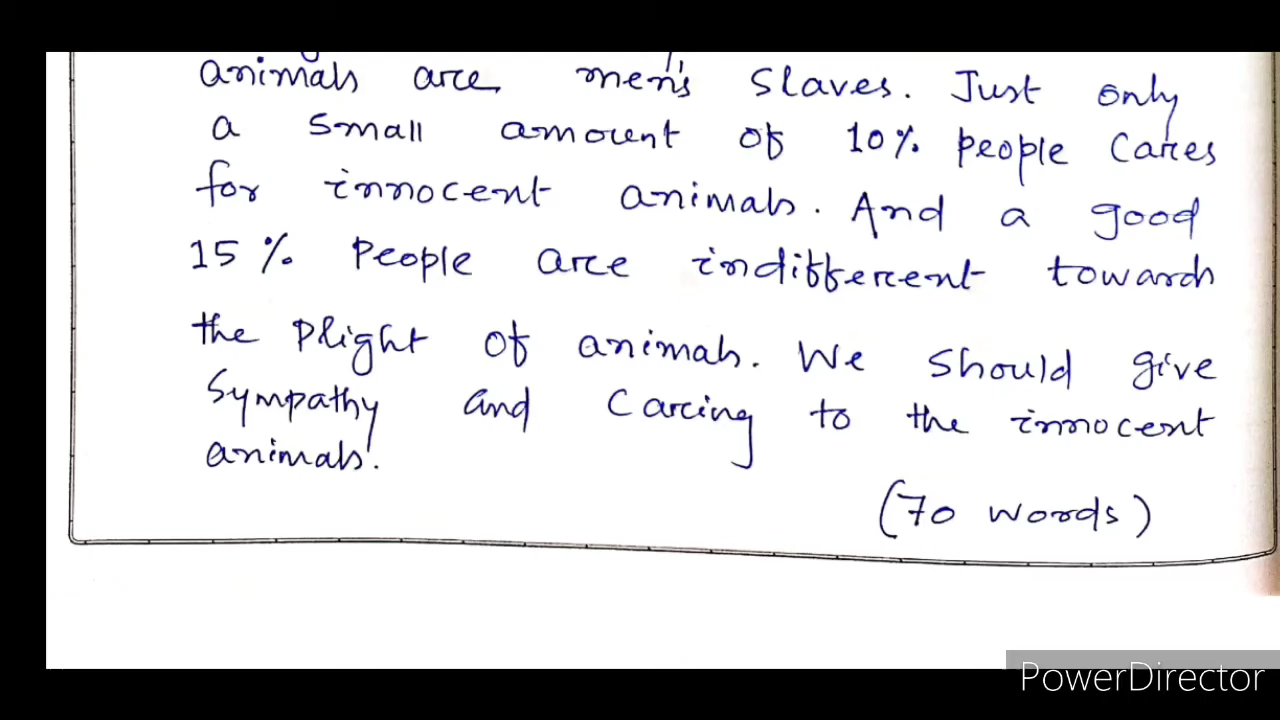 animals are men's slaves. Just only
a small amount of 10% people cares
for innocent animals. And a good
15% people are indifferent towards
the plight of animals. We should give
sympathy and caring to the innocent
animals.
(70 words)
PowerDirector